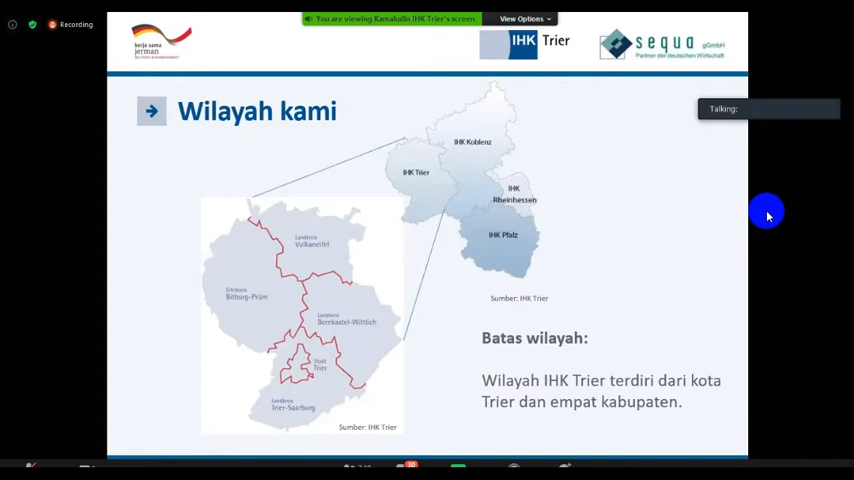 Recording
You are viewing Kamaludin IHK Trier's screen
View Options
kerja sama
jerman
DEUTSCHE ZUSAMMENARBEIT
IHK Trier
sequa gGmbH
Partner der deutschen Wirtschaft
Talking:
Wilayah kami
IHK Koblenz
IHK Trier
IHK
Rheinhessen
IHK Pfalz
Sumber: IHK Trier
Landkreis
Vulkaneifel
Eifelkreis
Bitburg-Prüm
Landkreis
Bernkastel-Wittlich
Stadt
Trier
Landkreis
Trier-Saarburg
Sumber: IHK Trier
Batas wilayah:
Wilayah IHK Trier terdiri dari kota
Trier dan empat kabupaten.
30